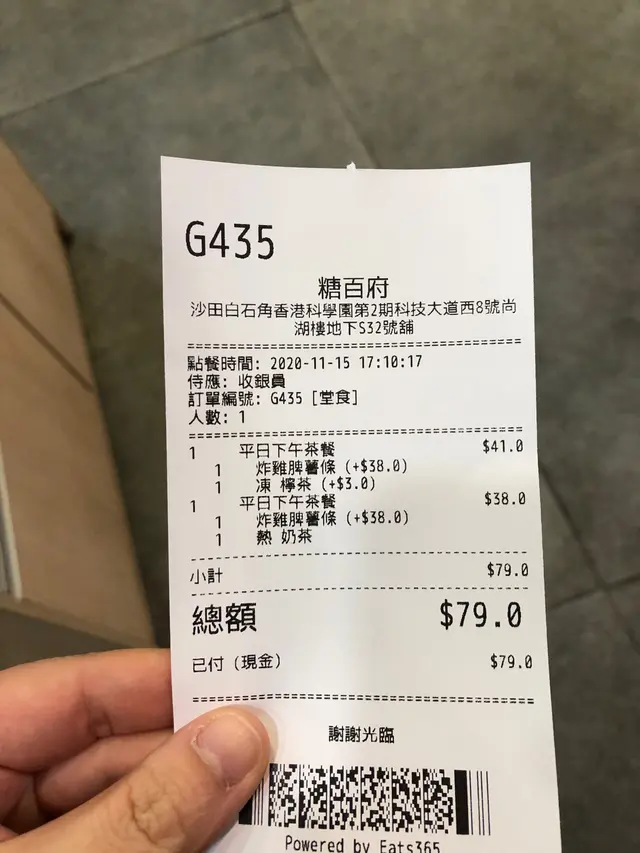 G435
糖百府
沙田白石角香港科學園第2期科技大道西8號尚
湖樓地下S32號舖
點餐時間: 2020-11-15 17:10:17
侍應: 收銀員
訂單編號: G435 [堂食]
人數: 1
1 平日下午茶餐 $41.0
1 炸雞脾薯條 (+$38.0)
1 凍 檸茶 (+$3.0)
1 平日下午茶餐 $38.0
1 炸雞脾薯條 (+$38.0)
1 熱 奶茶
小計 $79.0
總額 $79.0
已付 (現金) $79.0
謝謝光臨
Powered by Eats365